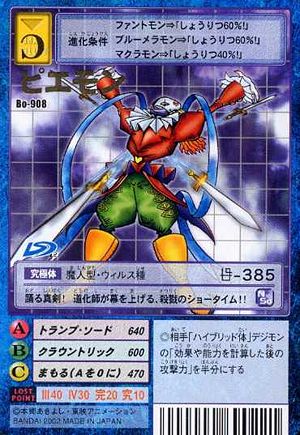 進化条件
ファントモン⇒「しょうりつ60%!」
ブルーメラモン⇒「しょうりつ60%!」
マクラモン⇒「しょうりつ40%!」
ピエモン
Bo-908
究極体 魔人型・ウィルス種
-385
踊る真剣! 道化師が幕を上げる、殺戮のショータイム!!
A トランプ・ソード 640
B クラウントリック 600
C まもる(Aを0に) 470
LOST POINT Ⅲ40 Ⅳ30 完20 究10
◎相手「ハイブリッド体」デジモンの「効果や能力を計算した後の攻撃力」を半分にする
©本郷あきよし・東映アニメーション
BANDAI 2002 MADE IN JAPAN